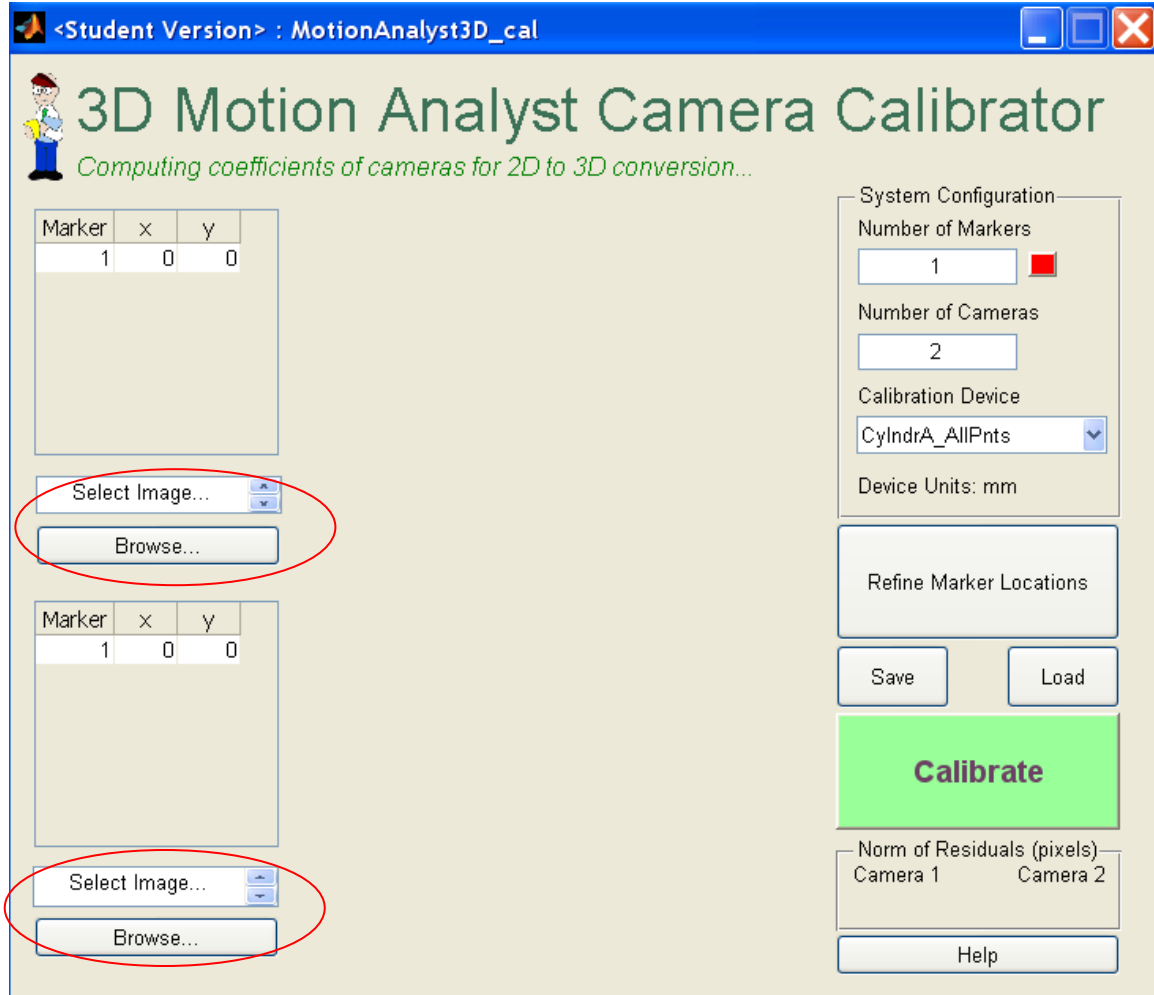 <Student Version> : MotionAnalyst3D_cal
3D Motion Analyst Camera Calibrator
Computing coefficients of cameras for 2D to 3D conversion...
Marker x y
1 0 0
Select Image...
Browse...
Marker x y
1 0 0
Select Image...
Browse...
System Configuration
Number of Markers
1
Number of Cameras
2
Calibration Device
CylndrA_AllPnts
Device Units: mm
Refine Marker Locations
Save Load
Calibrate
Norm of Residuals (pixels)
Camera 1 Camera 2
Help